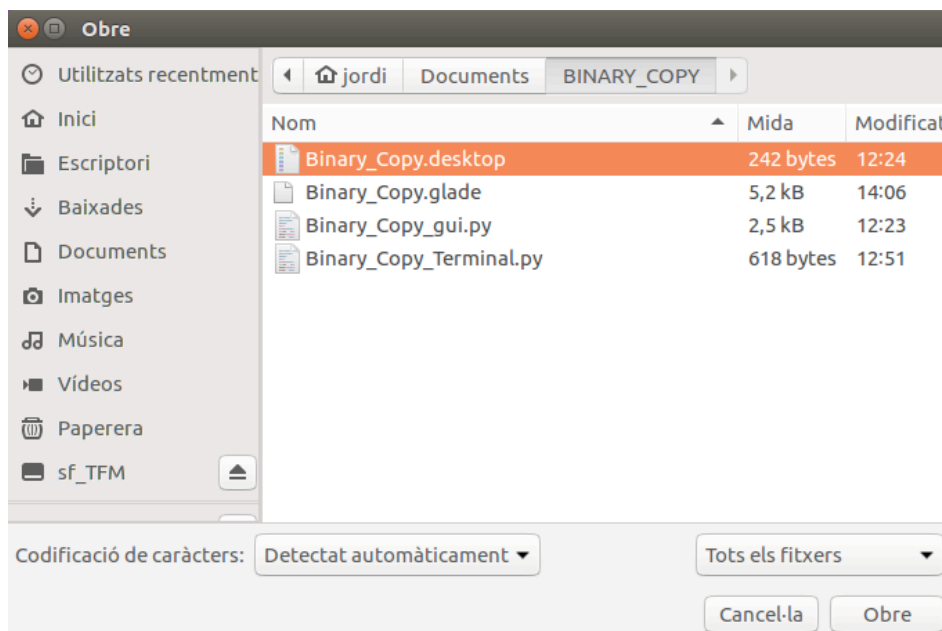 Obre
Utilitzats recentment
Inici
Escriptori
Baixades
Documents
Imatges
Música
Vídeos
Paperera
sf_TFM
jordi Documents BINARY_COPY
Nom Mida Modificat
Binary_Copy.desktop 242 bytes 12:24
Binary_Copy.glade 5,2 kB 14:06
Binary_Copy_gui.py 2,5 kB 12:23
Binary_Copy_Terminal.py 618 bytes 12:51
Codificació de caràcters: Detectat automàticament Tots els fitxers
Cancel·la Obre